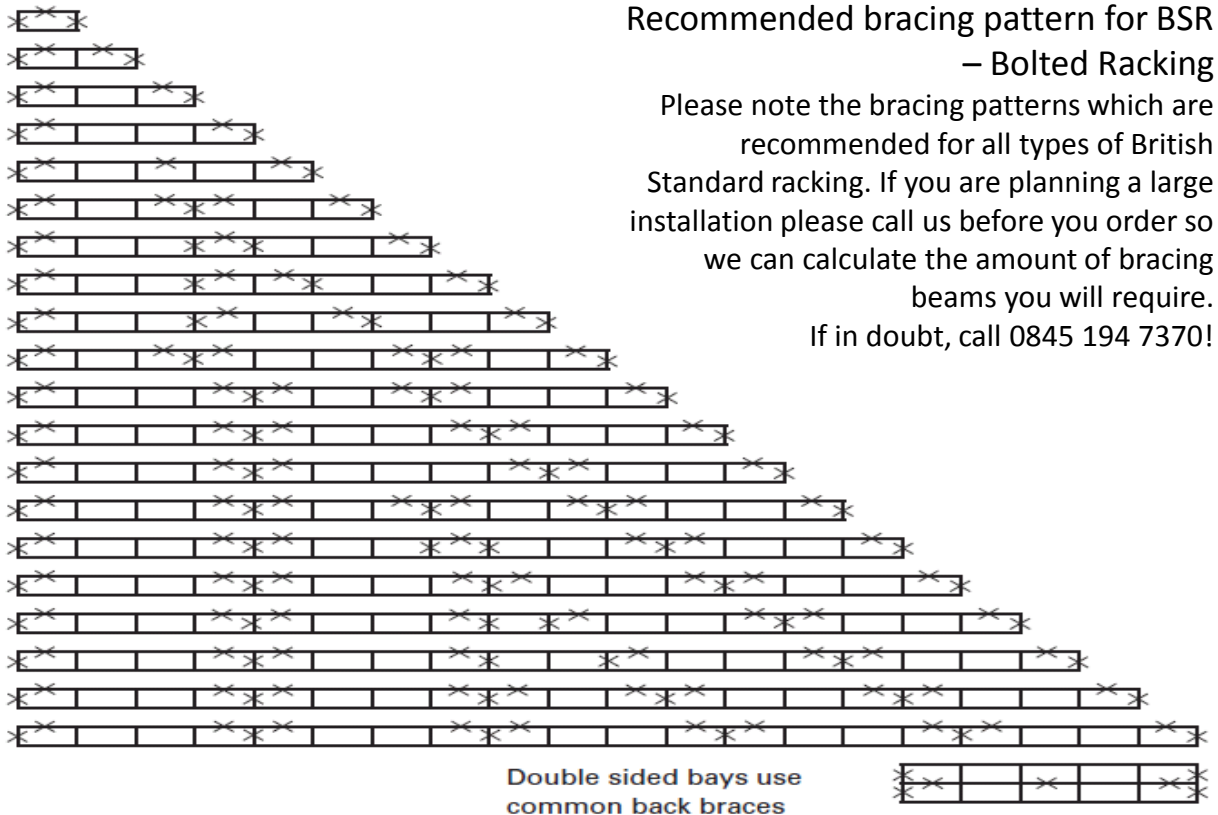 Recommended bracing pattern for BSR
– Bolted Racking
Please note the bracing patterns which are
recommended for all types of British
Standard racking. If you are planning a large
installation please call us before you order so
we can calculate the amount of bracing
beams you will require.
If in doubt, call 0845 194 7370!
Double sided bays use
common back braces